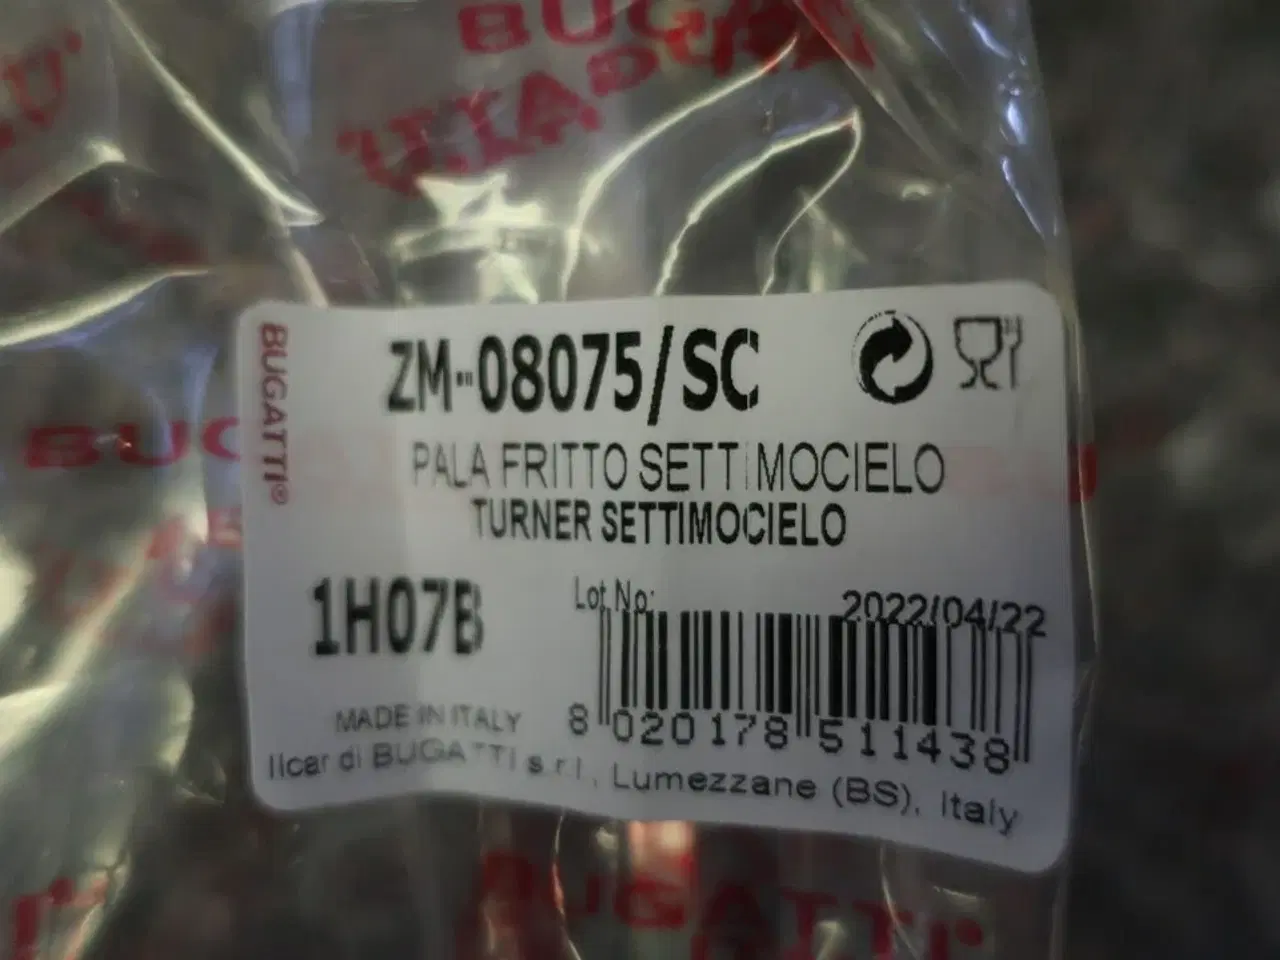 BUGATTI®
ZM-08075/SC
PALA FRITTO SETTIMOCIELO
TURNER SETTIMOCIELO
1H07B
Lot No:
2022/04/22
8 020178 511438
MADE IN ITALY
Ilcar di BUGATTI s.r.l., Lumezzane (BS), Italy
BUGATTI